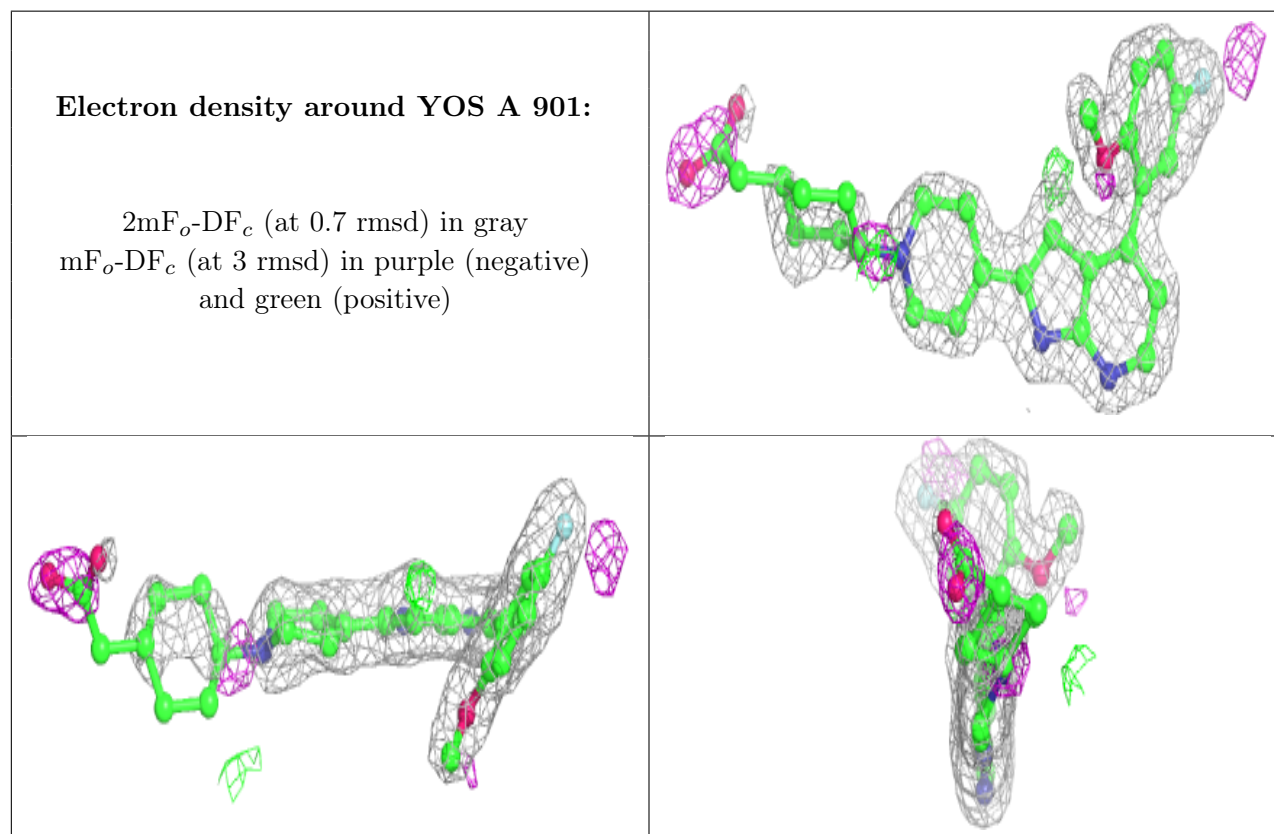 Electron density around YOS A 901:
2mFₒ-DF𝒸 (at 0.7 rmsd) in gray
mFₒ-DF𝒸 (at 3 rmsd) in purple (negative)
and green (positive)